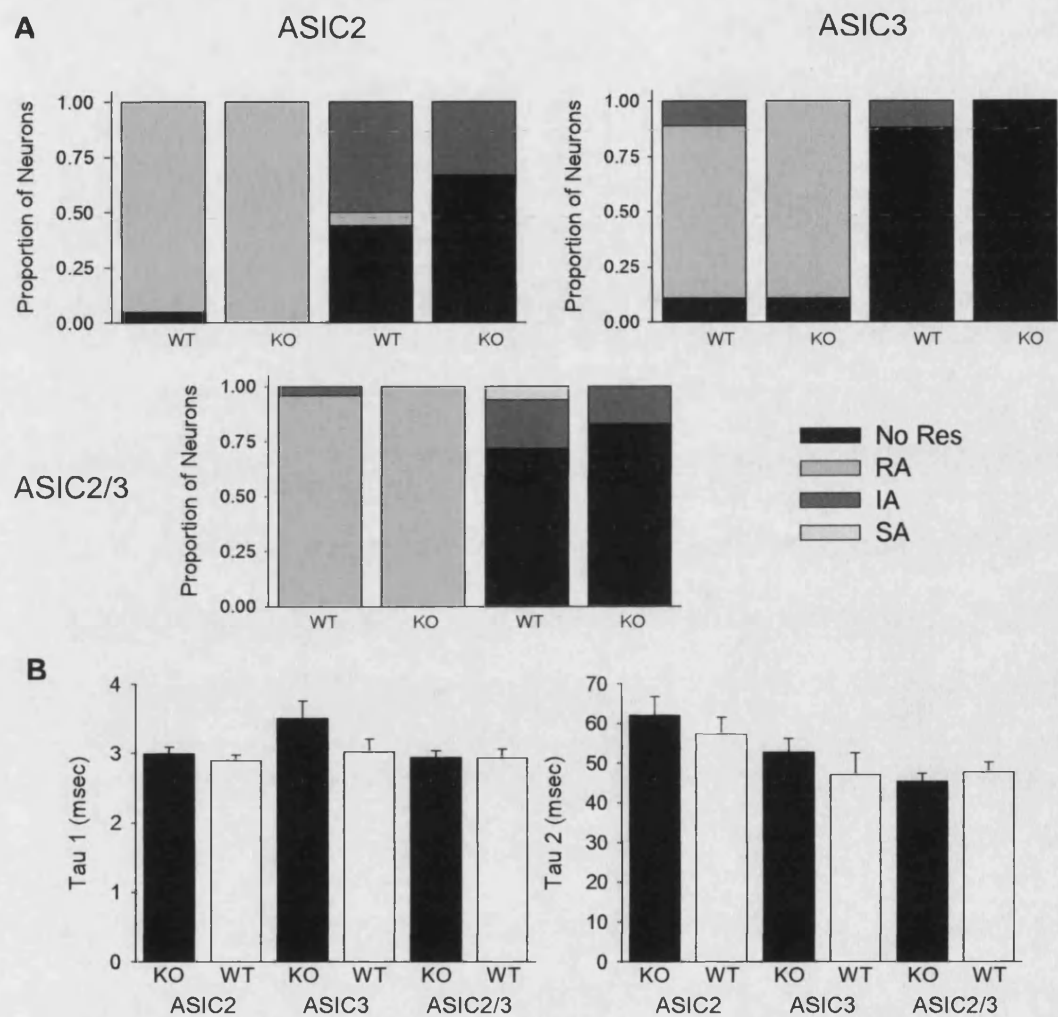 A
ASIC2
ASIC3
Proportion of Neurons
1.00
0.75
0.50
0.25
0.00
WT KO WT KO
Proportion of Neurons
1.00
0.75
0.50
0.25
0.00
WT KO WT KO
ASIC2/3
Proportion of Neurons
1.00
0.75
0.50
0.25
0.00
WT KO WT KO
No Res
RA
IA
SA
B
Tau 1 (msec)
4
3
2
1
0
KO WT KO WT KO WT
ASIC2 ASIC3 ASIC2/3
Tau 2 (msec)
70
60
50
40
30
20
10
0
KO WT KO WT KO WT
ASIC2 ASIC3 ASIC2/3